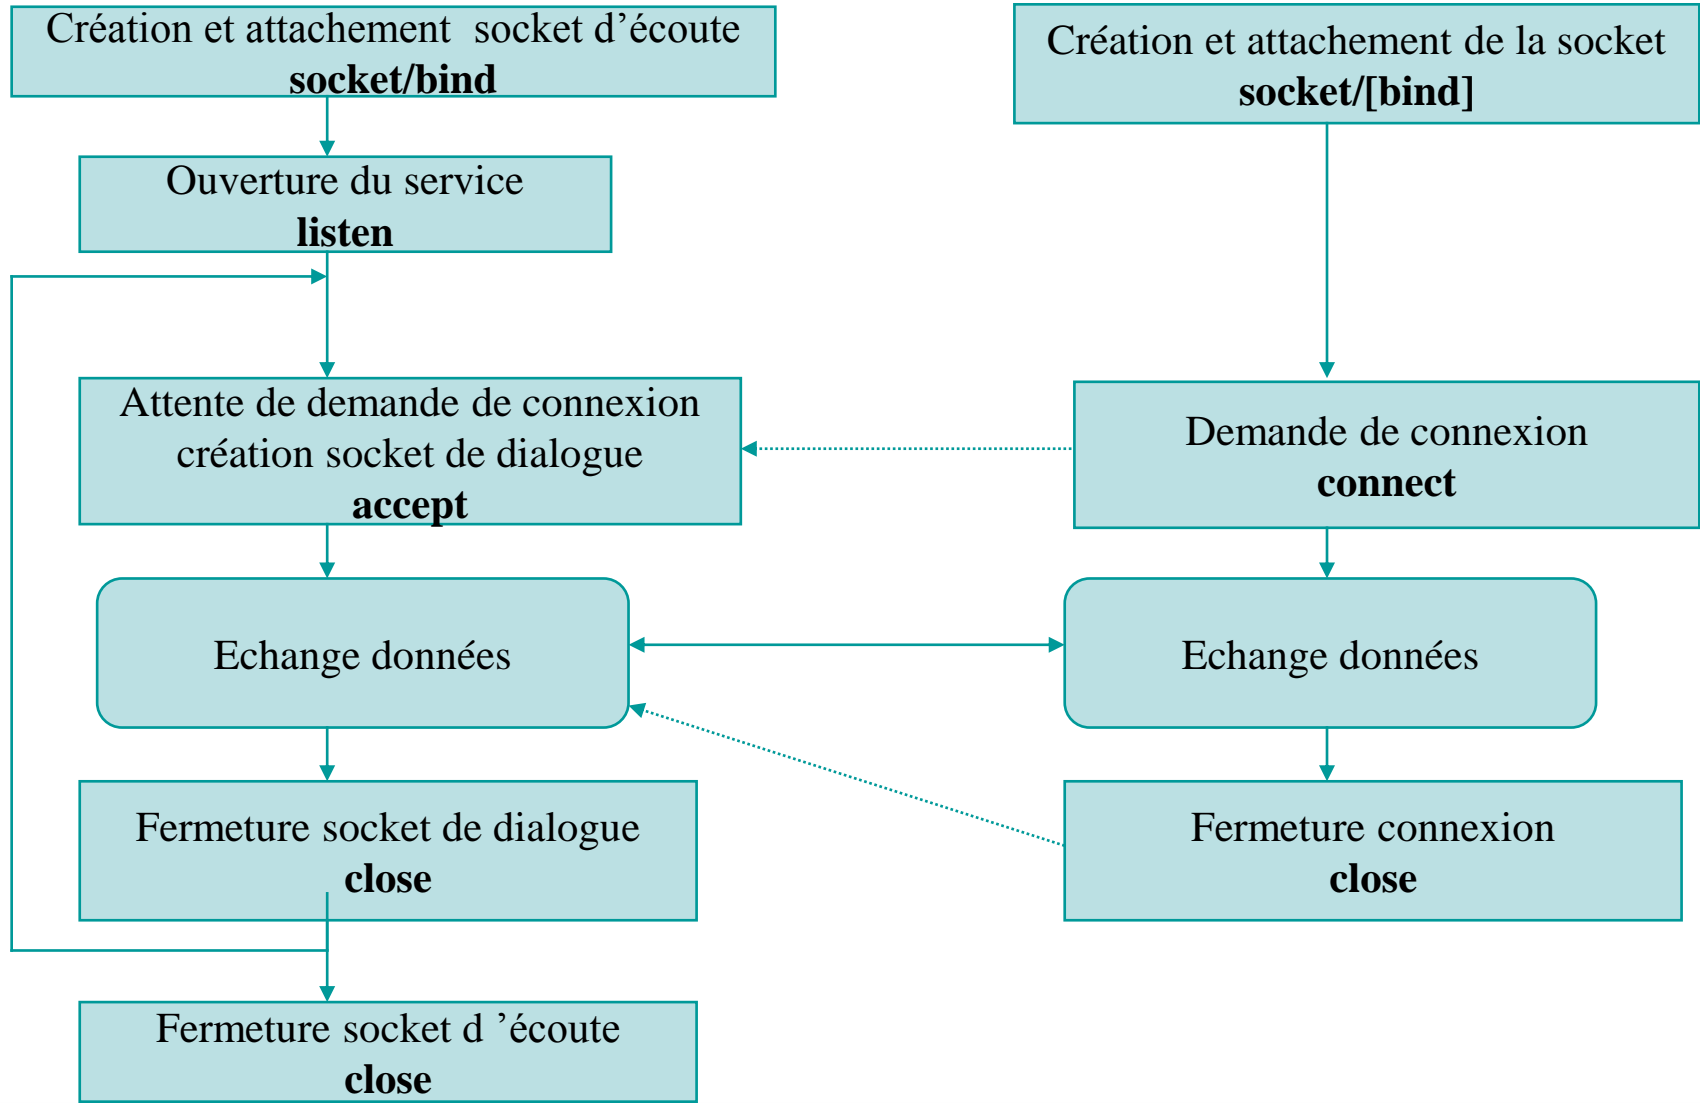 Création et attachement  socket d’écoute
socket/bind
Création et attachement de la socket
socket/[bind]
Ouverture du service
listen
Attente de demande de connexion
création socket de dialogue
accept
Demande de connexion
connect
Echange données
Echange données
Fermeture socket de dialogue
close
Fermeture connexion
close
Fermeture socket d ’écoute
close